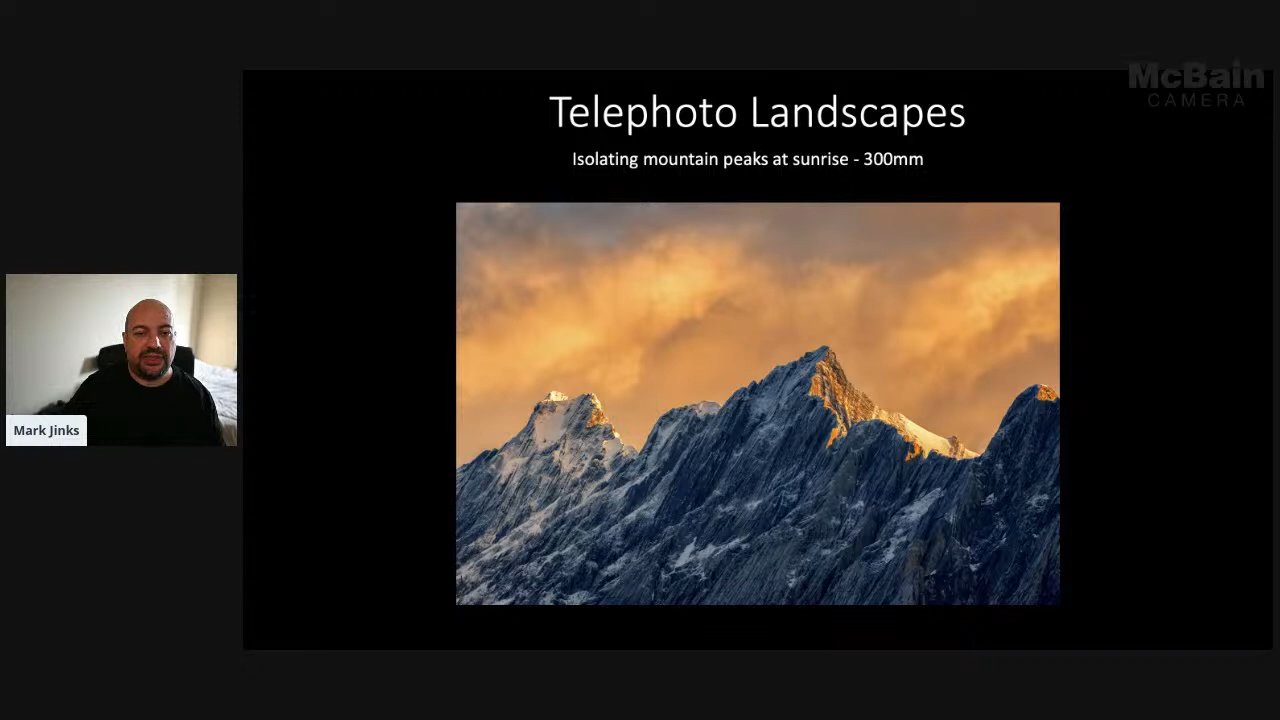 McBain
CAMERA
Telephoto Landscapes
Isolating mountain peaks at sunrise - 300mm
Mark Jinks